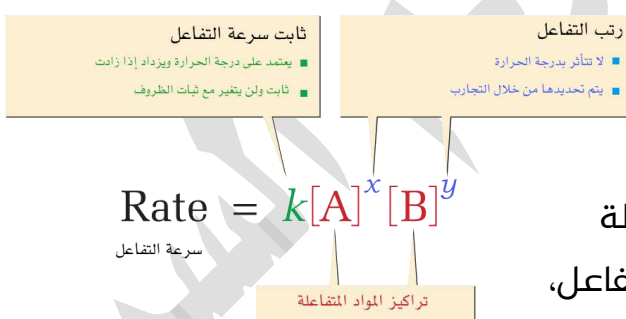 رتب التفاعل
لا تتأثر بدرجة الحرارة
يتم تحديدها من خلال التجارب
ثابت سرعة التفاعل
يعتمد على درجة الحرارة ويزداد إذا زادت
ثابت ولن يتغير مع ثبات الظروف
Rate = k[A]^x [B]^y
سرعة التفاعل
تراكيز المواد المتفاعلة